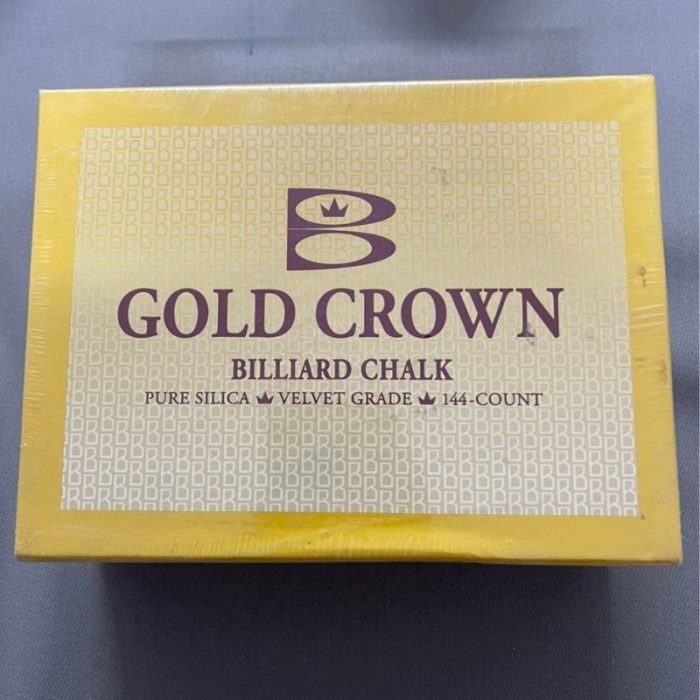 B
GOLD CROWN
BILLIARD CHALK
PURE SILICA VELVET GRADE 144-COUNT